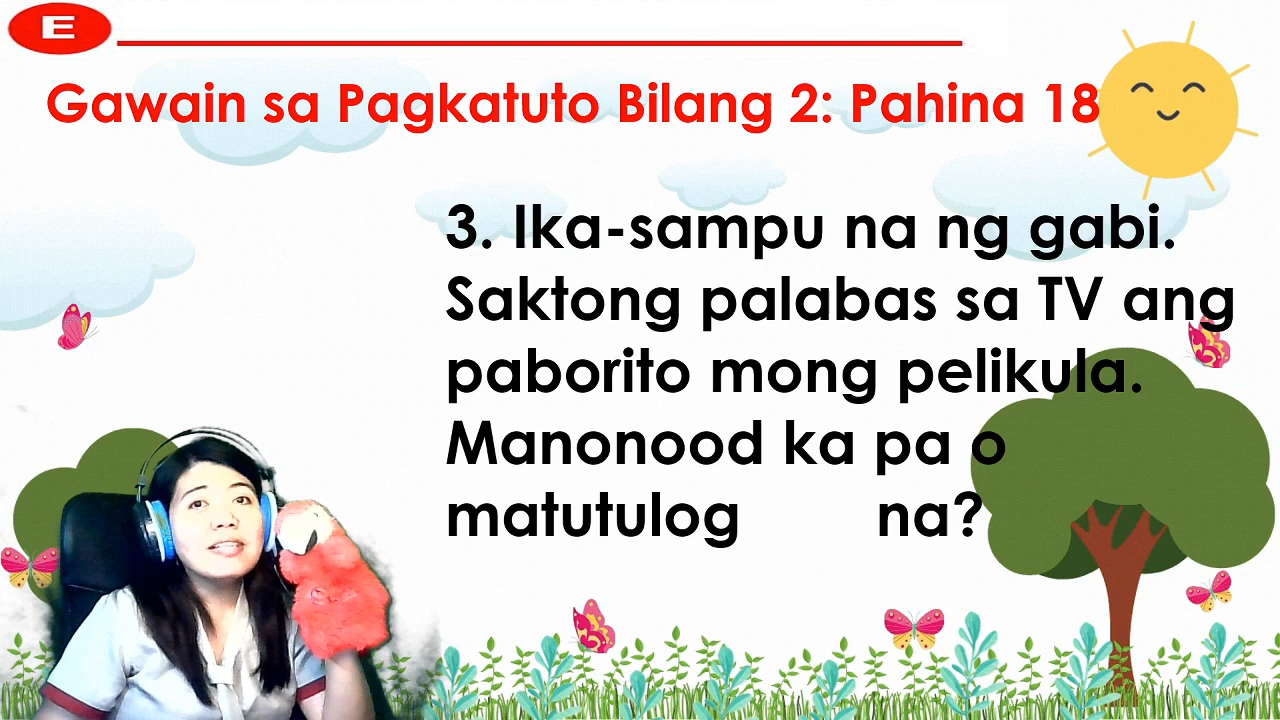 E
Gawain sa Pagkatuto Bilang 2: Pahina 18
3. Ika-sampu na ng gabi.
Saktong palabas sa TV ang
paborito mong pelikula.
Manonood ka pa o
matutulog na?